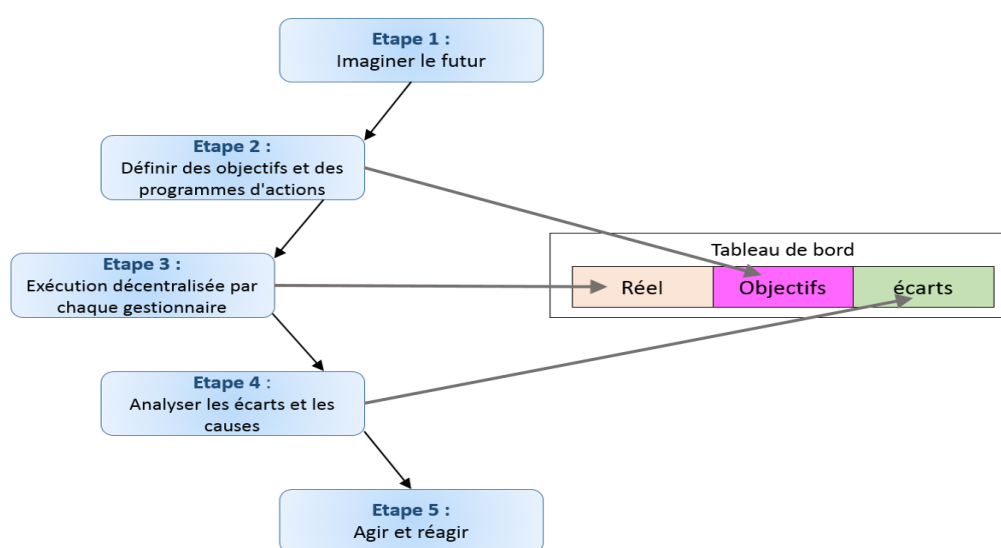 Etape 1 :
Imaginer le futur
Etape 2 :
Définir des objectifs et des
programmes d'actions
Etape 3 :
Exécution décentralisée par
chaque gestionnaire
Tableau de bord
Réel
Objectifs
écarts
Etape 4 :
Analyser les écarts et les
causes
Etape 5 :
Agir et réagir